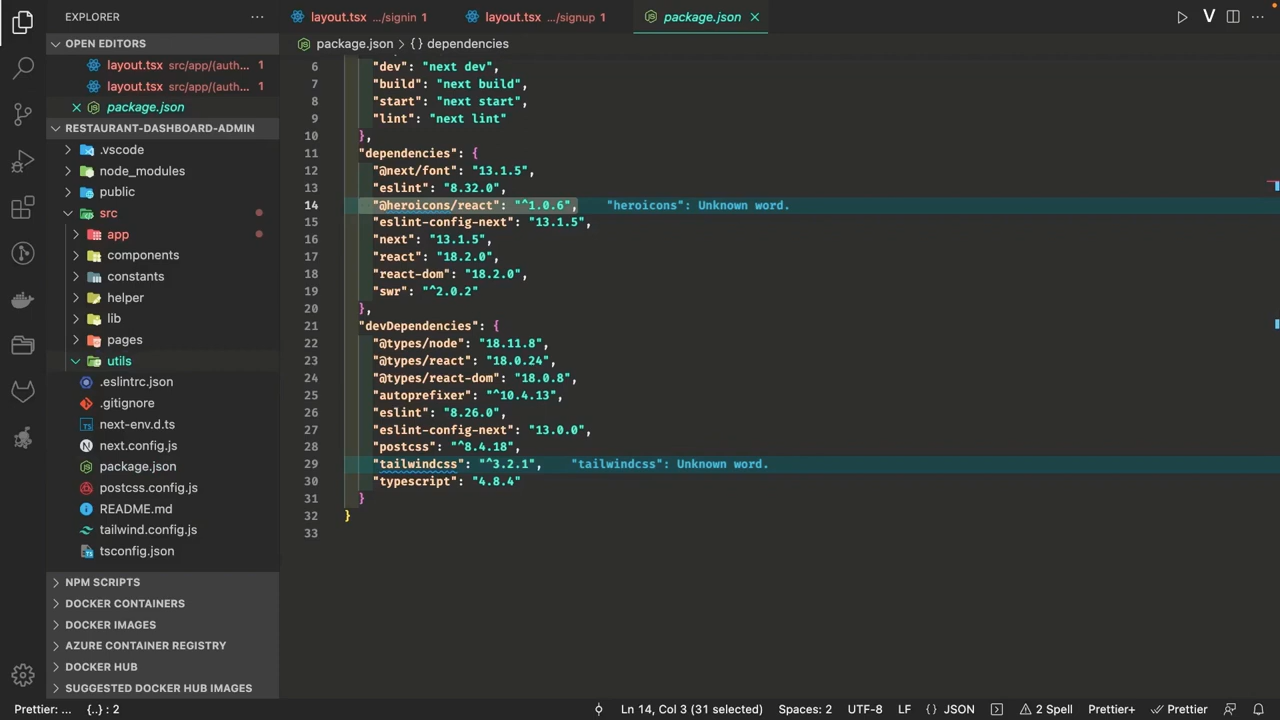 EXPLORER
layout.tsx .../signin 1
layout.tsx .../signup 1
package.json
OPEN EDITORS
layout.tsx src/app/(auth... 1
layout.tsx src/app/(auth... 1
package.json
RESTAURANT-DASHBOARD-ADMIN
.vscode
node_modules
public
src
app
components
constants
helper
lib
pages
utils
.eslintrc.json
.gitignore
next-env.d.ts
next.config.js
package.json
postcss.config.js
README.md
tailwind.config.js
tsconfig.json
NPM SCRIPTS
DOCKER CONTAINERS
DOCKER IMAGES
AZURE CONTAINER REGISTRY
DOCKER HUB
SUGGESTED DOCKER HUB IMAGES
package.json > {} dependencies
6 "dev": "next dev",
7 "build": "next build",
8 "start": "next start",
9 "lint": "next lint"
10 },
11 "dependencies": {
12 "@next/font": "13.1.5",
13 "eslint": "8.32.0",
14 "@heroicons/react": "^1.0.6", "heroicons": Unknown word.
15 "eslint-config-next": "13.1.5",
16 "next": "13.1.5",
17 "react": "18.2.0",
18 "react-dom": "18.2.0",
19 "swr": "^2.0.2"
20 },
21 "devDependencies": {
22 "@types/node": "18.11.8",
23 "@types/react": "18.0.24",
24 "@types/react-dom": "18.0.8",
25 "autoprefixer": "^10.4.13",
26 "eslint": "8.26.0",
27 "eslint-config-next": "13.0.0",
28 "postcss": "^8.4.18",
29 "tailwindcss": "^3.2.1", "tailwindcss": Unknown word.
30 "typescript": "4.8.4"
31 }
32 }
33
Prettier: ... {..} : 2 Ln 14, Col 3 (31 selected) Spaces: 2 UTF-8 LF {} JSON 2 Spell Prettier+ Prettier